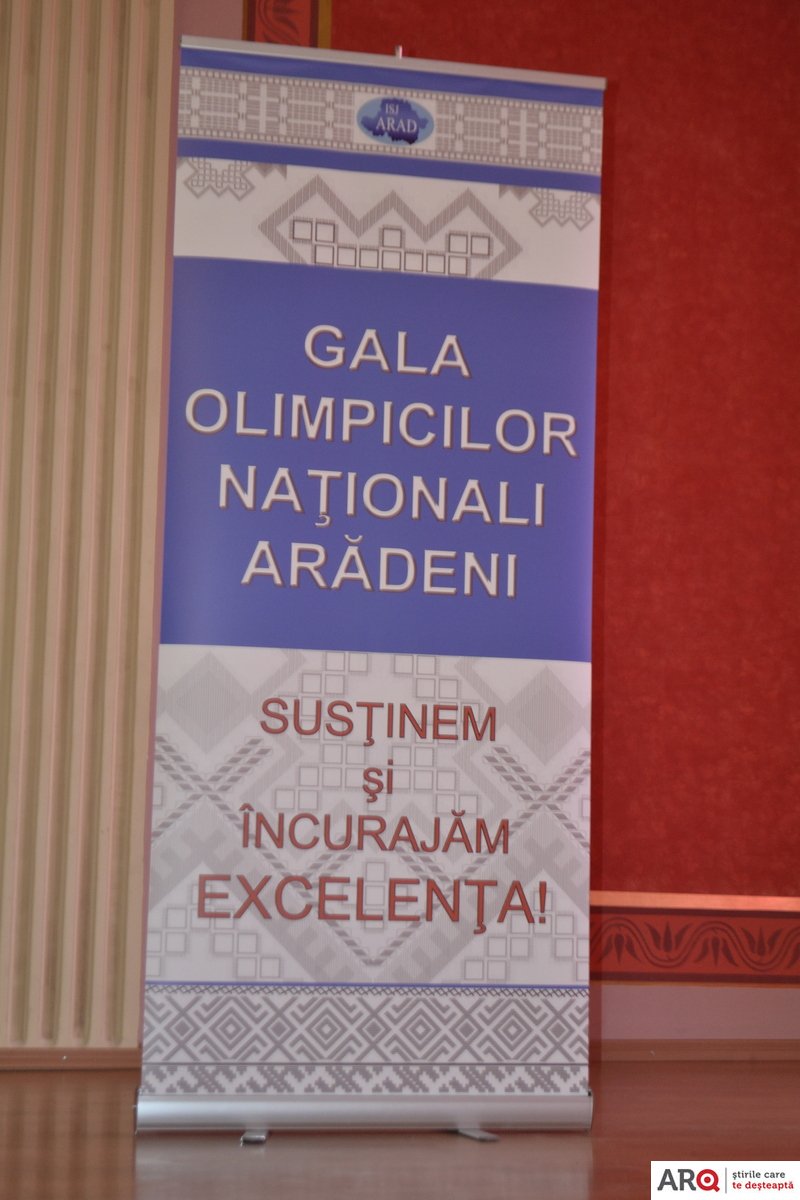 ISJ
ARAD
GALA
OLIMPICILOR
NAŢIONALI
ARĂDENI
SUSŢINEM
şi
ÎNCURAJĂM
EXCELENŢA!
ARQ
ştirile care
te deşteaptă